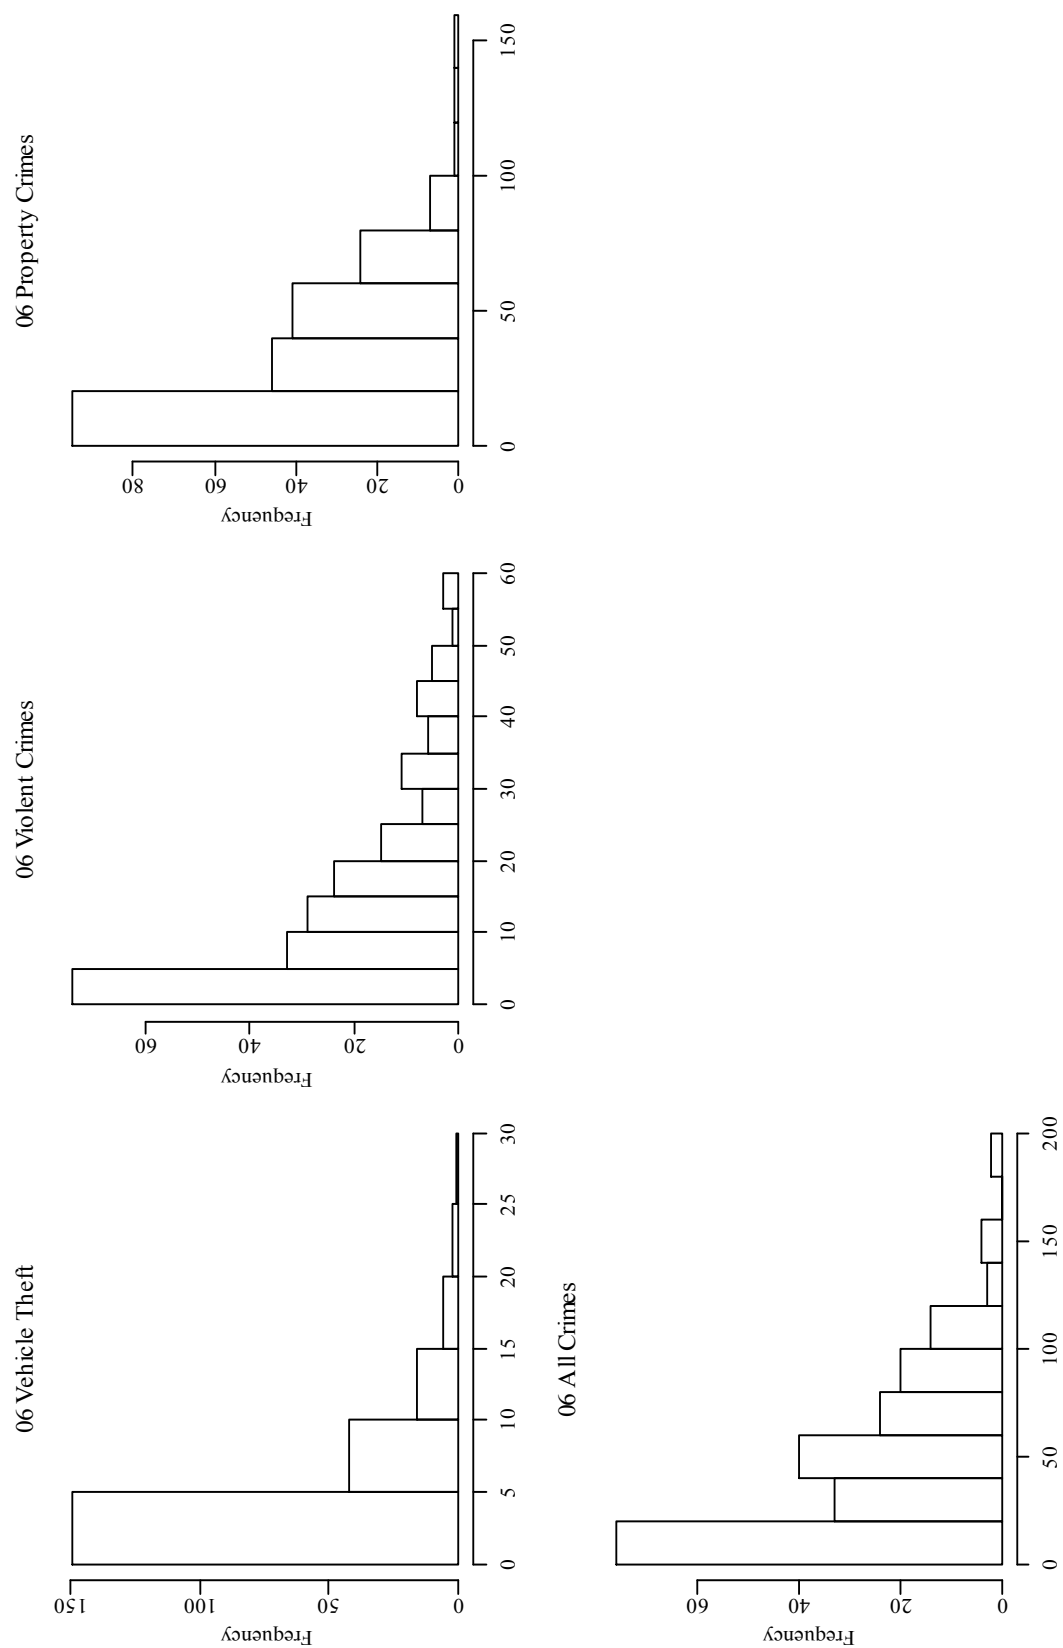 06 Vehicle Theft
Frequency
150
100
50
0
0 5 10 15 20 25 30
06 Violent Crimes
Frequency
60
40
20
0
0 10 20 30 40 50 60
06 Property Crimes
Frequency
80
60
40
20
0
0 50 100 150
06 All Crimes
Frequency
60
40
20
0
0 50 100 150 200